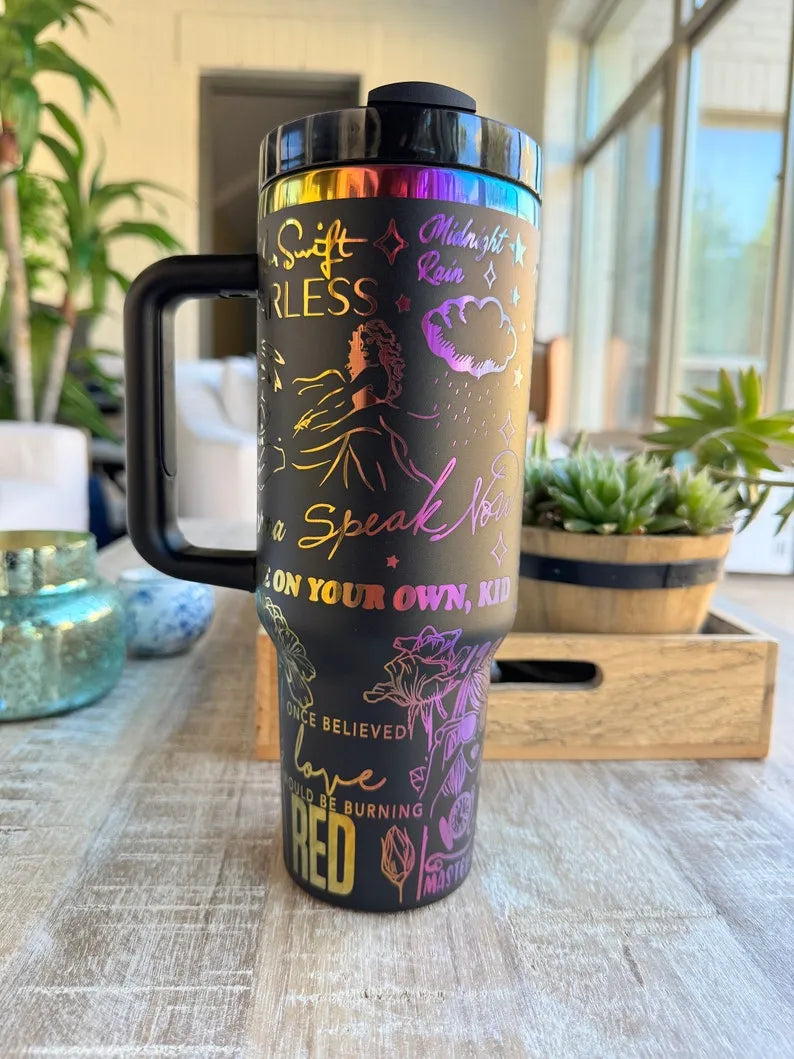 Swift
RLESS
Midnight
Rain
Speak Now
ON YOUR OWN, KID
ONCE BELIEVED
love
OULD BE BURNING
RED
MASTE